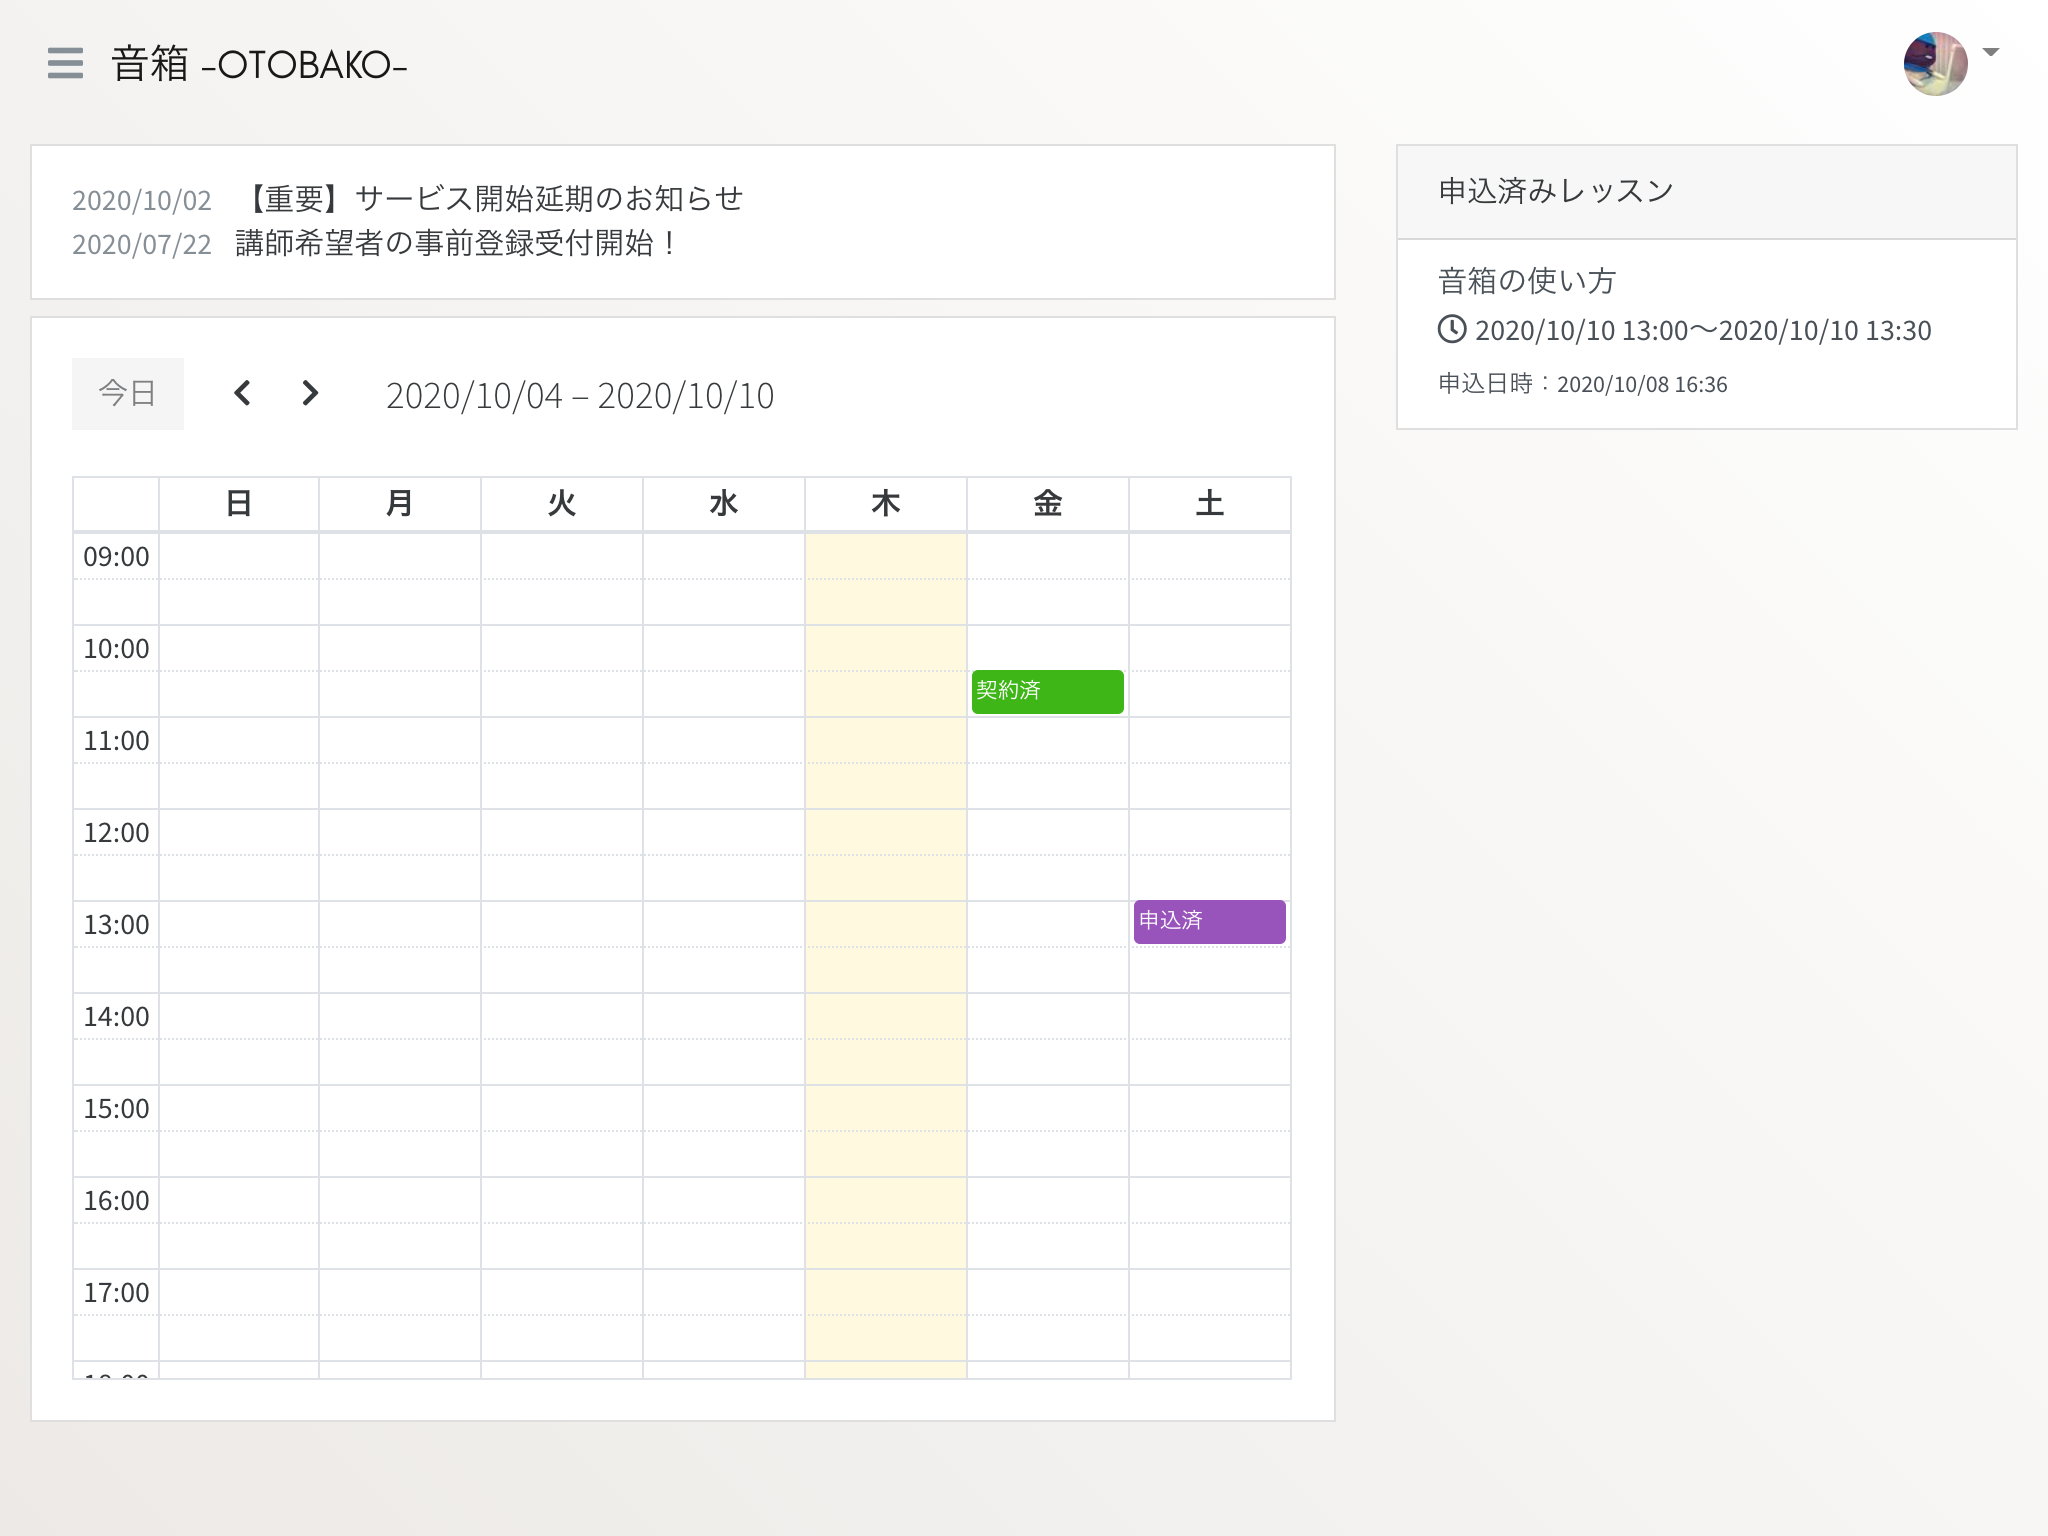 音箱 -OTOBAKO-
2020/10/02 【重要】サービス開始延期のお知らせ
2020/07/22 講師希望者の事前登録受付開始！
今日 2020/10/04 – 2020/10/10
日 月 火 水 木 金 土
09:00
10:00
契約済
11:00
12:00
13:00 申込済
14:00
15:00
16:00
17:00
申込済みレッスン
音箱の使い方
2020/10/10 13:00〜2020/10/10 13:30
申込日時：2020/10/08 16:36